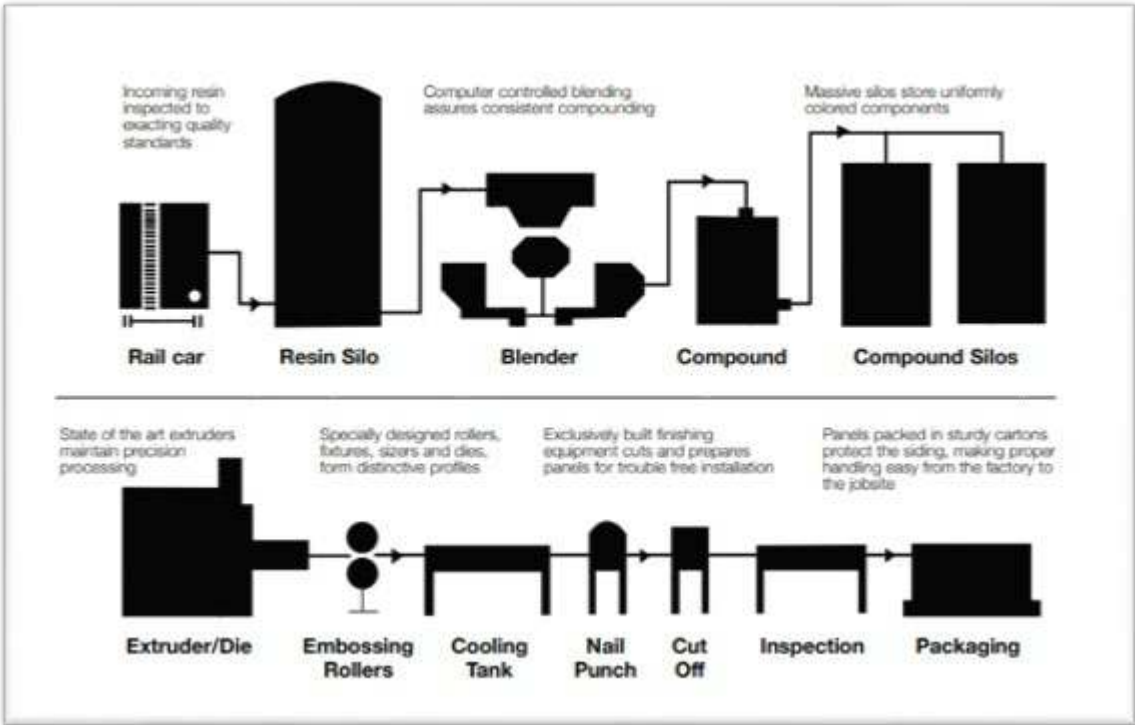 Incoming resin
inspected to
exacting quality
standards
Computer controlled blending
assures consistent compounding
Massive silos store uniformly
colored components
Rail car
Resin Silo
Blender
Compound
Compound Silos
State of the art extruders
maintain precision
processing
Specially designed rollers,
fixtures, sizers and dies,
form distinctive profiles
Exclusively built finishing
equipment cuts and prepares
panels for trouble free installation
Panels packed in sturdy cartons
protect the siding, making proper
handling easy from the factory to
the jobsite
Extruder/Die
Embossing
Rollers
Cooling
Tank
Nail
Punch
Cut
Off
Inspection
Packaging